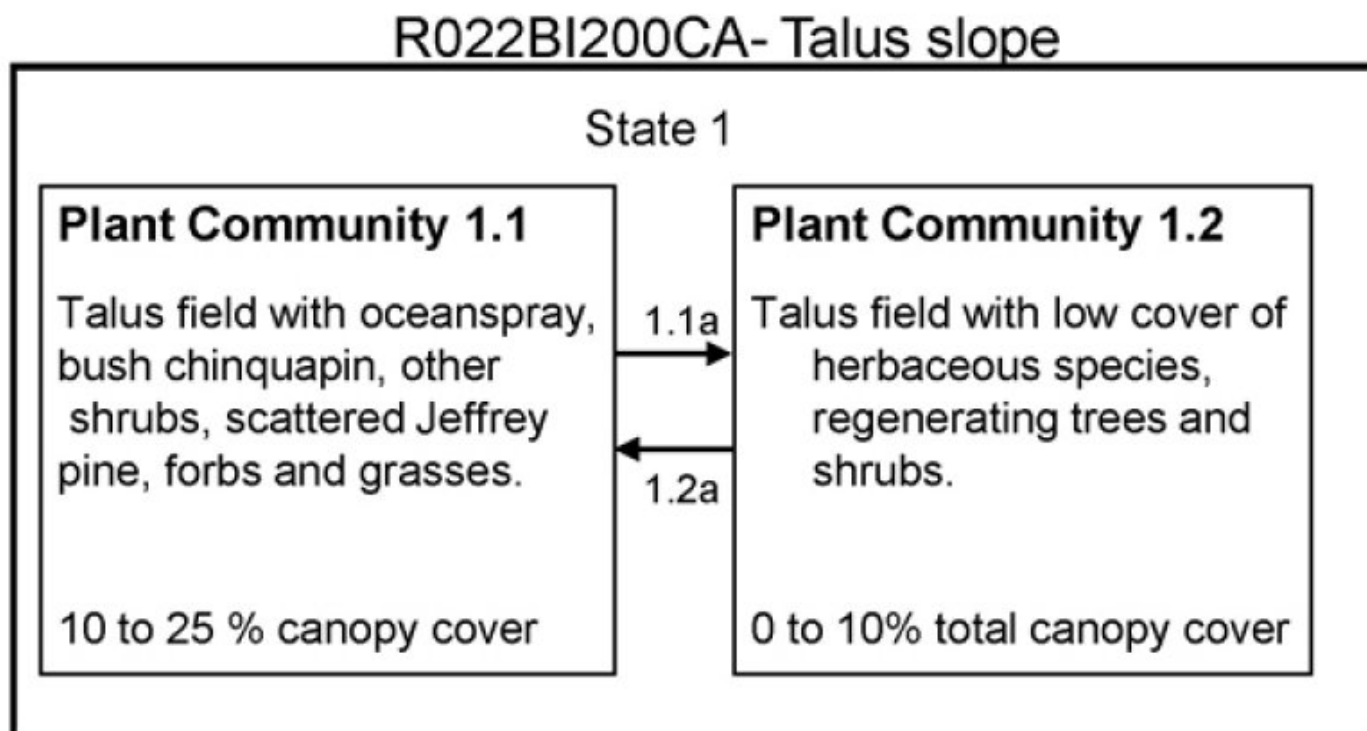 R022BI200CA- Talus slope
State 1
Plant Community 1.1
Talus field with oceanspray,
bush chinquapin, other
shrubs, scattered Jeffrey
pine, forbs and grasses.
10 to 25 % canopy cover
1.1a
1.2a
Plant Community 1.2
Talus field with low cover of
herbaceous species,
regenerating trees and
shrubs.
0 to 10% total canopy cover